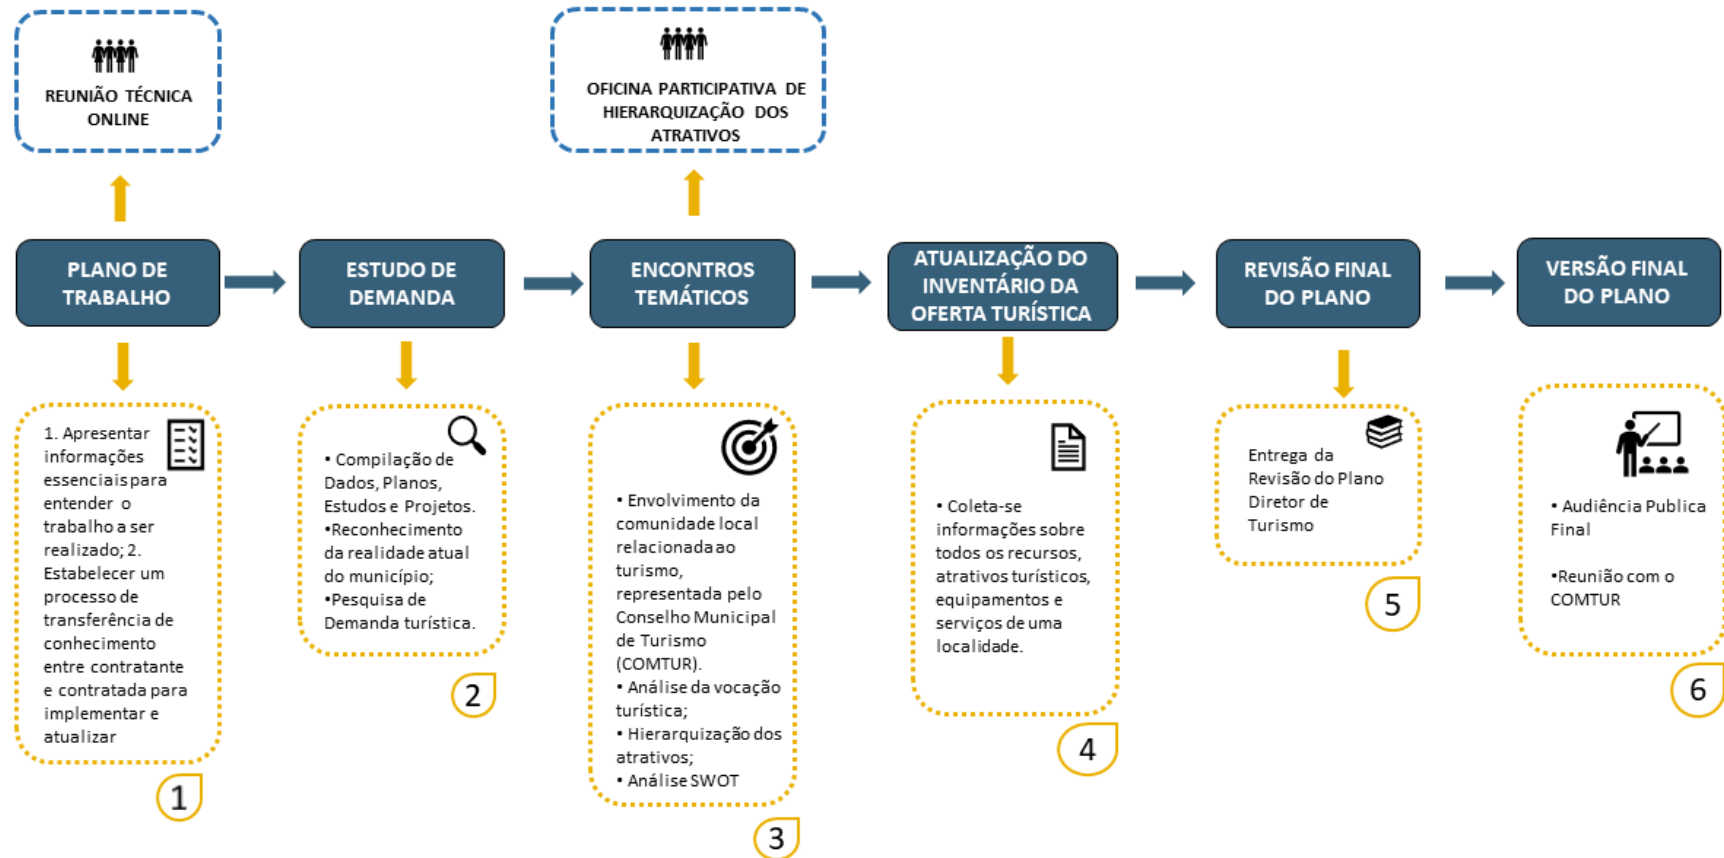 REUNIÃO TÉCNICA
ONLINE
OFICINA PARTICIPATIVA DE
HIERARQUIZAÇÃO DOS
ATRATIVOS
PLANO DE
TRABALHO
ESTUDO DE
DEMANDA
ENCONTROS
TEMÁTICOS
ATUALIZAÇÃO DO
INVENTÁRIO DA
OFERTA TURÍSTICA
REVISÃO FINAL
DO PLANO
VERSÃO FINAL
DO PLANO
1. Apresentar
informações
essenciais para
entender o
trabalho a ser
realizado; 2.
Estabelecer um
processo de
transferência de
conhecimento
entre contratante
e contratada para
implementar e
atualizar
1
• Compilação de
Dados, Planos,
Estudos e Projetos.
•Reconhecimento
da realidade atual
do município;
•Pesquisa de
Demanda turística.
2
• Envolvimento da
comunidade local
relacionada ao
turismo,
representada pelo
Conselho Municipal
de Turismo
(COMTUR).
• Análise da vocação
turística;
• Hierarquização dos
atrativos;
• Análise SWOT
3
• Coleta-se
informações sobre
todos os recursos,
atrativos turísticos,
equipamentos e
serviços de uma
localidade.
4
Entrega da
Revisão do Plano
Diretor de
Turismo
5
• Audiência Publica
Final
•Reunião com o
COMTUR
6